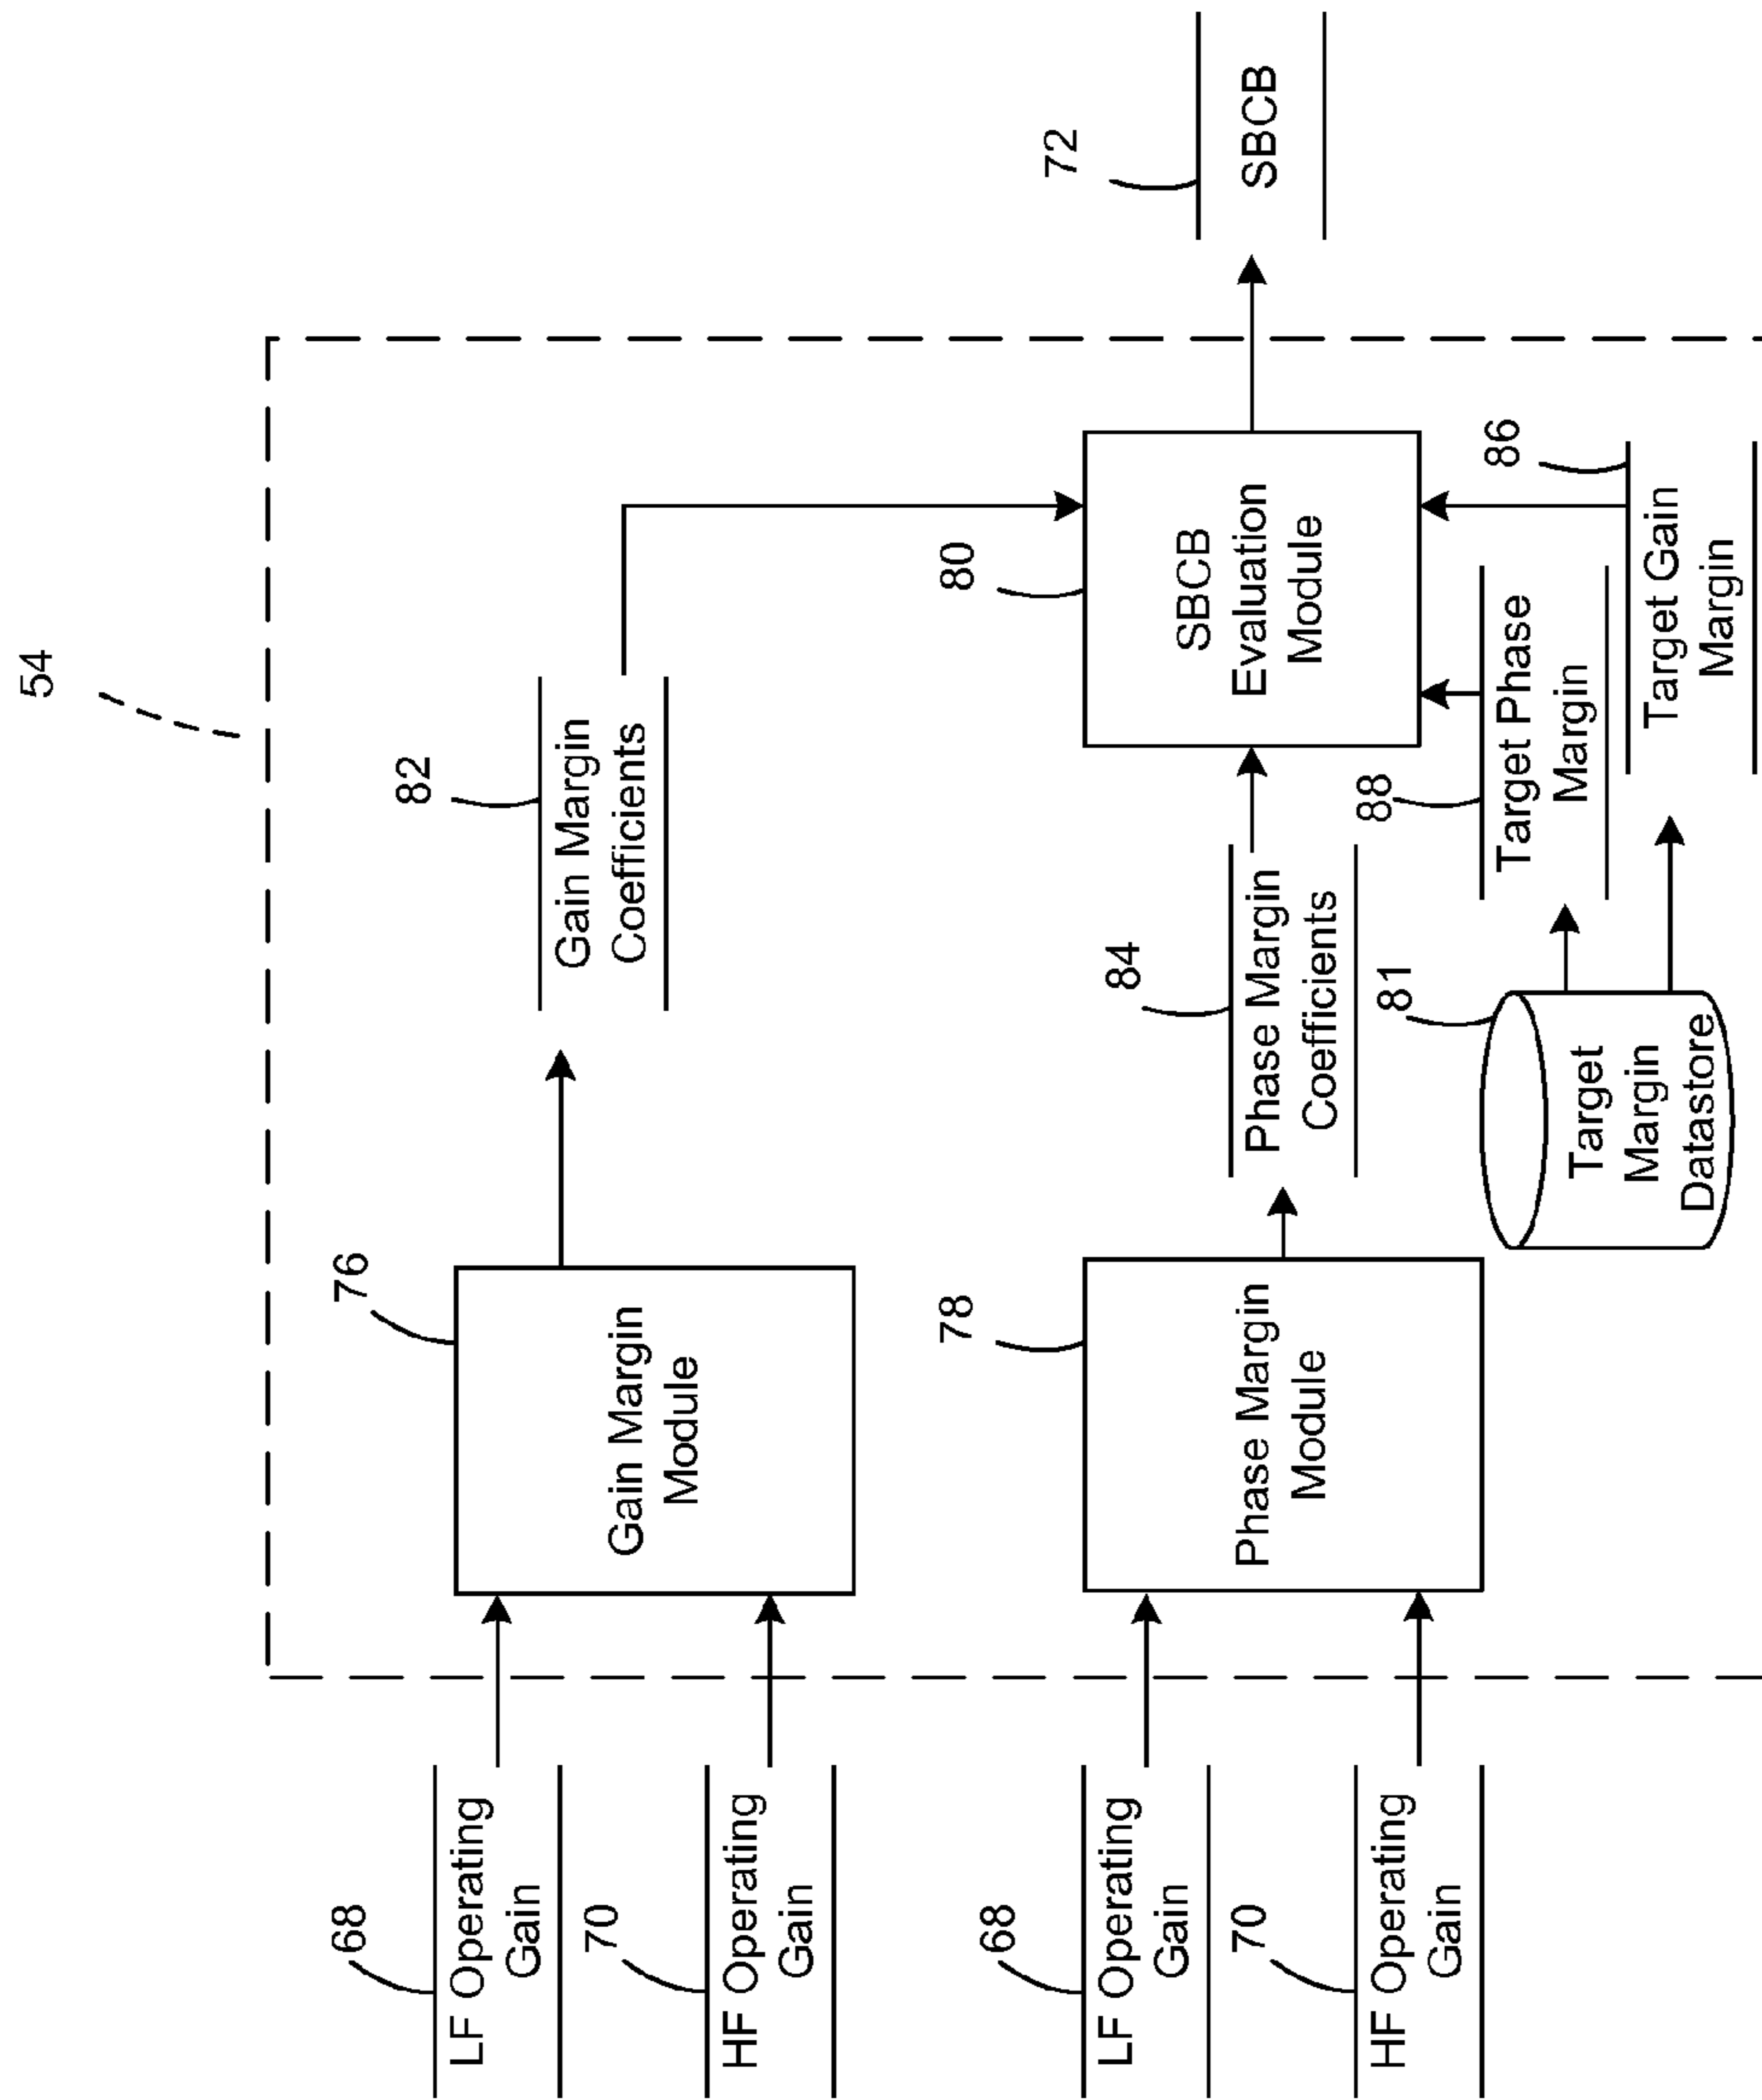 54
68
LF Operating
Gain
70
HF Operating
Gain
76
Gain Margin
Module
82
Gain Margin
Coefficients
68
LF Operating
Gain
70
HF Operating
Gain
78
Phase Margin
Module
84
Phase Margin
Coefficients
80
SBCB
Evaluation
Module
72
SBCB
81
Target
Margin
Datastore
88
Target Phase
Margin
86
Target Gain
Margin